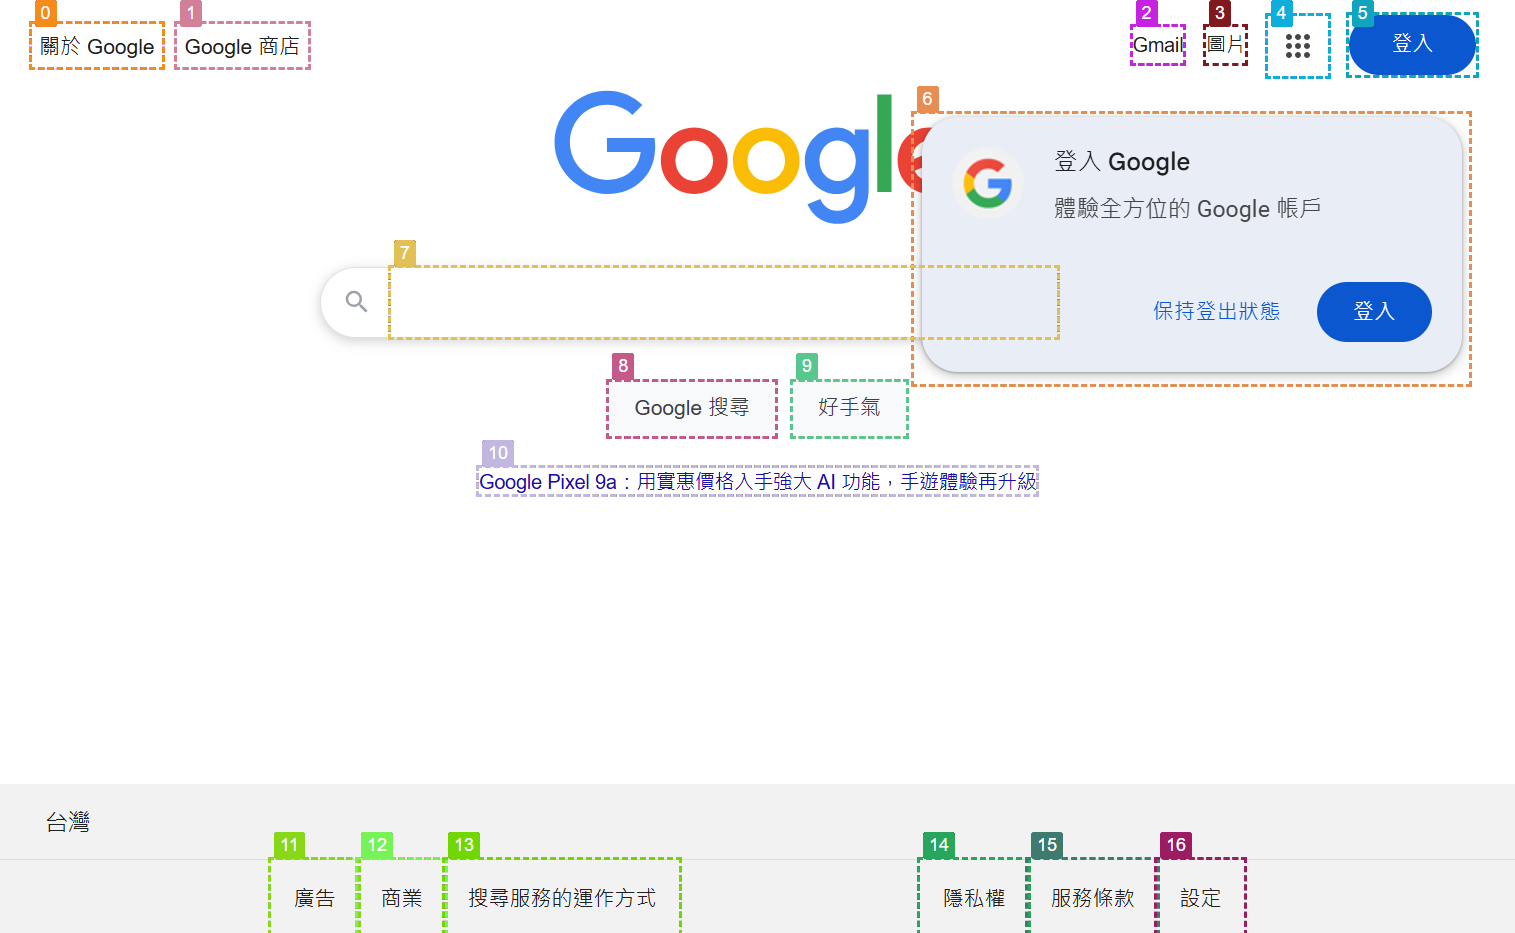 0
1
2
3
4
5
關於 Google
Google 商店
Gmail
圖片
登入
6
Google
登入 Google
體驗全方位的 Google 帳戶
7
保持登出狀態
登入
8
9
Google 搜尋
好手氣
10
Google Pixel 9a：用實惠價格入手強大 AI 功能，手遊體驗再升級
台灣
11
12
13
14
15
16
廣告
商業
搜尋服務的運作方式
隱私權
服務條款
設定